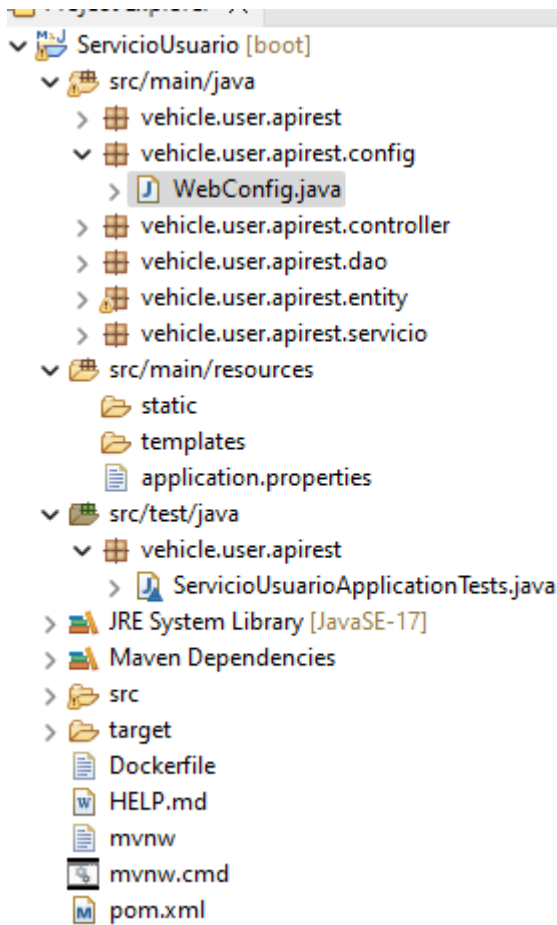 Project Explorer
ServicioUsuario [boot]
src/main/java
vehicle.user.apirest
vehicle.user.apirest.config
WebConfig.java
vehicle.user.apirest.controller
vehicle.user.apirest.dao
vehicle.user.apirest.entity
vehicle.user.apirest.servicio
src/main/resources
static
templates
application.properties
src/test/java
vehicle.user.apirest
ServicioUsuarioApplicationTests.java
JRE System Library [JavaSE-17]
Maven Dependencies
src
target
Dockerfile
HELP.md
mvnw
mvnw.cmd
pom.xml